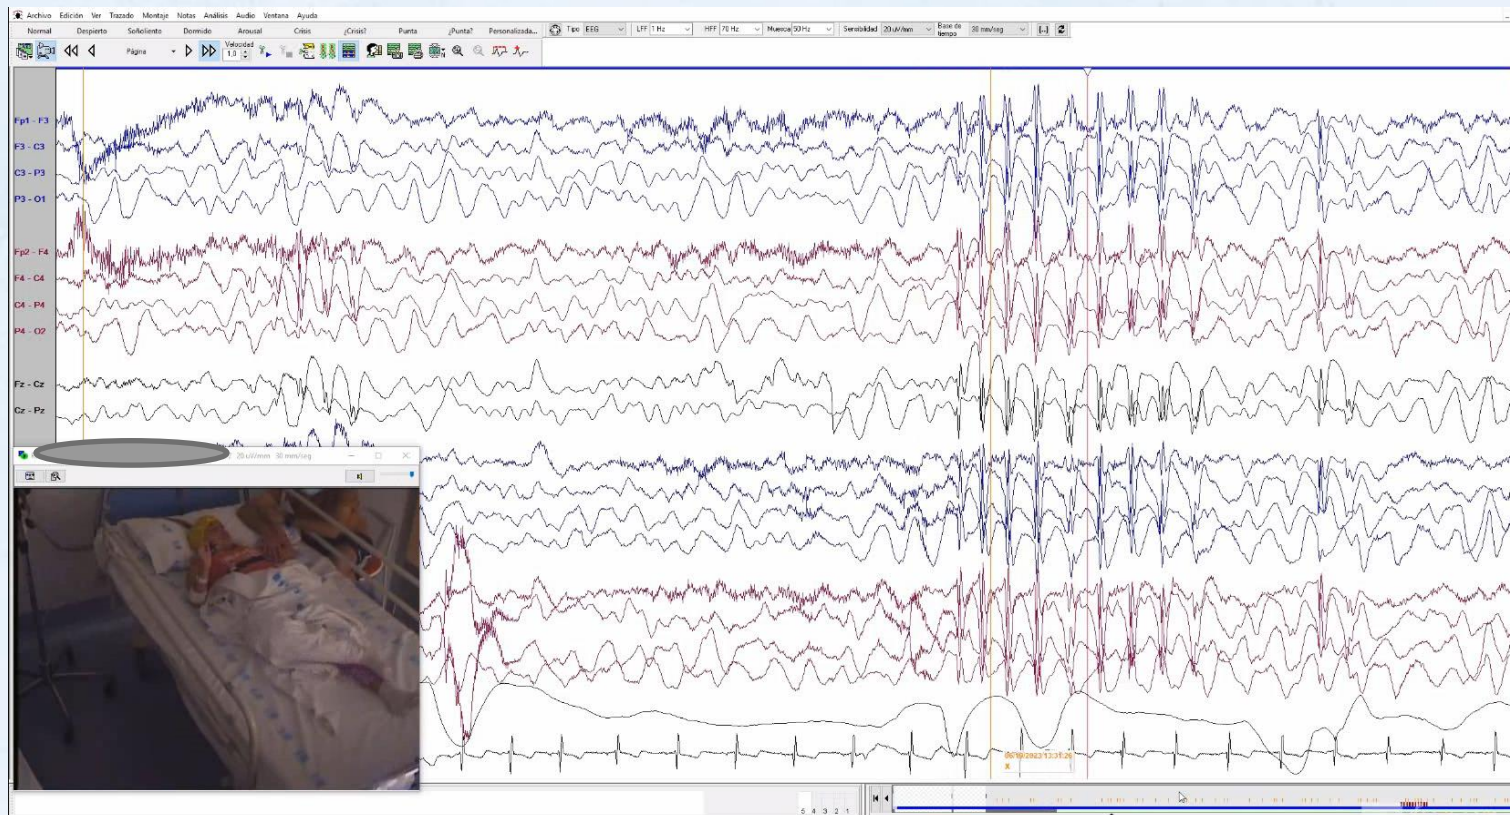 Archivo Edición Ver Trazado Montaje Notas Análisis Audio Ventana Ayuda
Normal Despierto Soñoliento Dormido Arousal Crisis ¿Crisis? Punta ¿Punta? Personalizada... Tipo EEG LFF 1 Hz HFF 70 Hz Muesca 50 Hz Sensibilidad 20 uV/mm Base de tiempo 30 mm/seg [...]
Página Velocidad 1,0
Fp1 - F3
F3 - C3
C3 - P3
P3 - O1
Fp2 - F4
F4 - C4
C4 - P4
P4 - O2
Fz - Cz
Cz - Pz
20 uV/mm 30 mm/seg
X
5 4 3 2 1